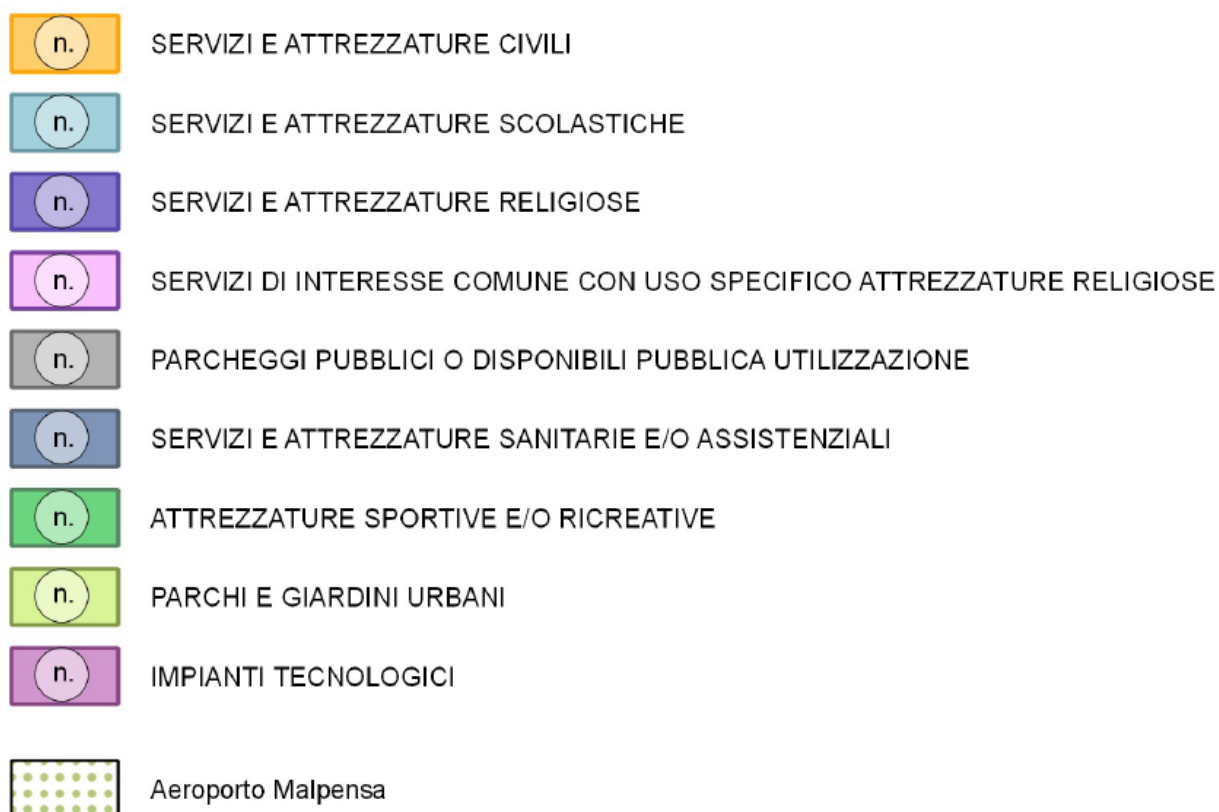 n. SERVIZI E ATTREZZATURE CIVILI
n. SERVIZI E ATTREZZATURE SCOLASTICHE
n. SERVIZI E ATTREZZATURE RELIGIOSE
n. SERVIZI DI INTERESSE COMUNE CON USO SPECIFICO ATTREZZATURE RELIGIOSE
n. PARCHEGGI PUBBLICI O DISPONIBILI PUBBLICA UTILIZZAZIONE
n. SERVIZI E ATTREZZATURE SANITARIE E/O ASSISTENZIALI
n. ATTREZZATURE SPORTIVE E/O RICREATIVE
n. PARCHI E GIARDINI URBANI
n. IMPIANTI TECNOLOGICI
Aeroporto Malpensa